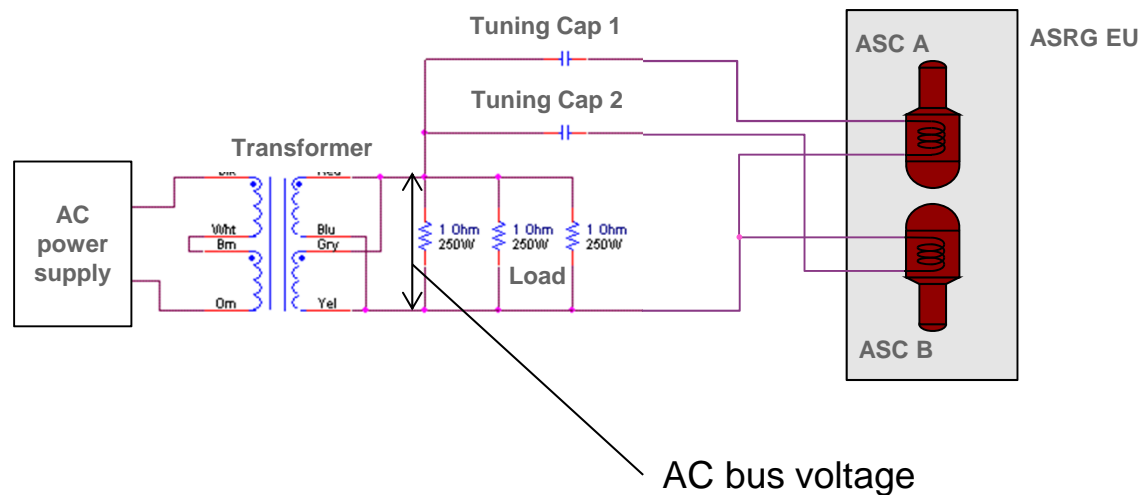 Tuning Cap 1
ASC A
ASRG EU
Tuning Cap 2
Transformer
AC
power
supply
Wht
Brn
Orn
Blu
Gry
Yel
1 Ohm
250W
1 Ohm
250W
1 Ohm
250W
Load
ASC B
AC bus voltage